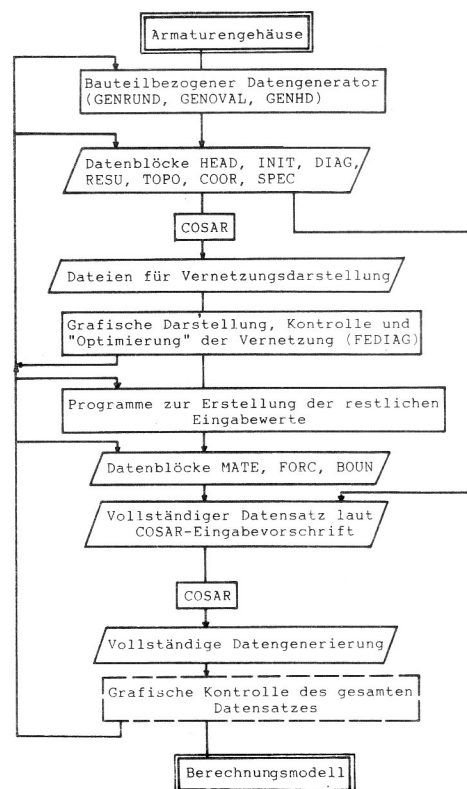 Armaturengehäuse
Bauteilbezogener Datengenerator
(GENRUND, GENOVAL, GENHD)
Datenblöcke HEAD, INIT, DIAG,
RESU, TOPO, COOR, SPEC
COSAR
Dateien für Vernetzungsdarstellung
Grafische Darstellung, Kontrolle und
"Optimierung" der Vernetzung (FEDIAG)
Programme zur Erstellung der restlichen
Eingabewerte
Datenblöcke MATE, FORC, BOUN
Vollständiger Datensatz laut
COSAR-Eingabevorschrift
COSAR
Vollständige Datengenerierung
Grafische Kontrolle des gesamten
Datensatzes
Berechnungsmodell